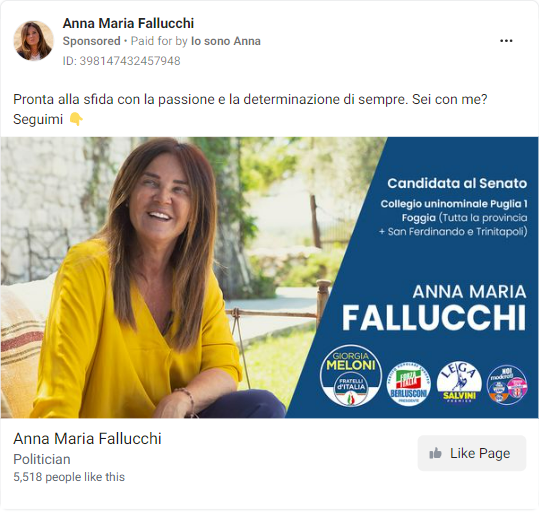 Anna Maria Fallucchi
Sponsored • Paid for by Io sono Anna
ID: 398147432457948
Pronta alla sfida con la passione e la determinazione di sempre. Sei con me?
Seguimi 👇
Candidata al Senato
Collegio uninominale Puglia 1
Foggia (Tutta la provincia
+ San Ferdinando e Trinitapoli)
ANNA MARIA
FALLUCCHI
GIORGIA
MELONI
FRATELLI
d'ITALIA
FORZA
ITALIA
BERLUSCONI
PRESIDENTE
LEGA
SALVINI
PREMIER
NOI
moderati
Anna Maria Fallucchi
Politician
5,518 people like this
Like Page